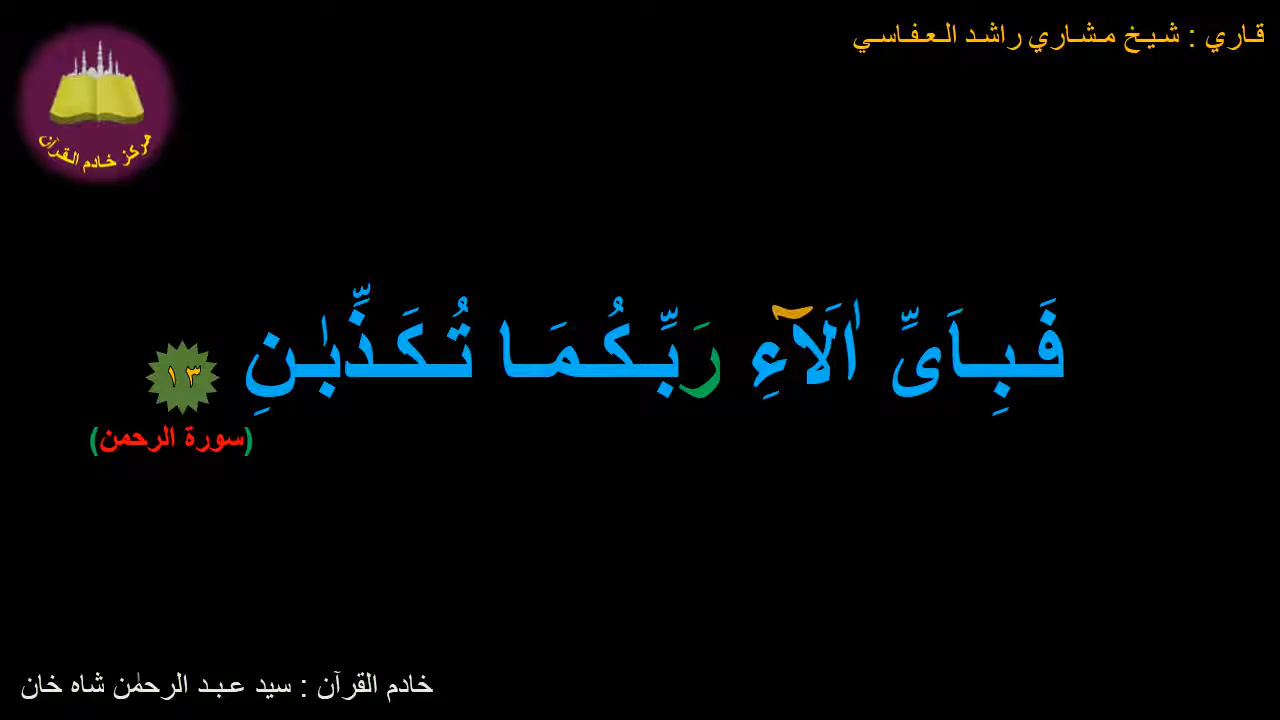 قاري : شيخ مشاري راشد العفاسي
مركز خادم القرآن
فَبِاَىِّ اٰلَآءِ رَبِّكُمَا تُكَذِّبٰنِ ١٣
(سورة الرحمن)
خادم القرآن : سيد عبد الرحمٰن شاه خان